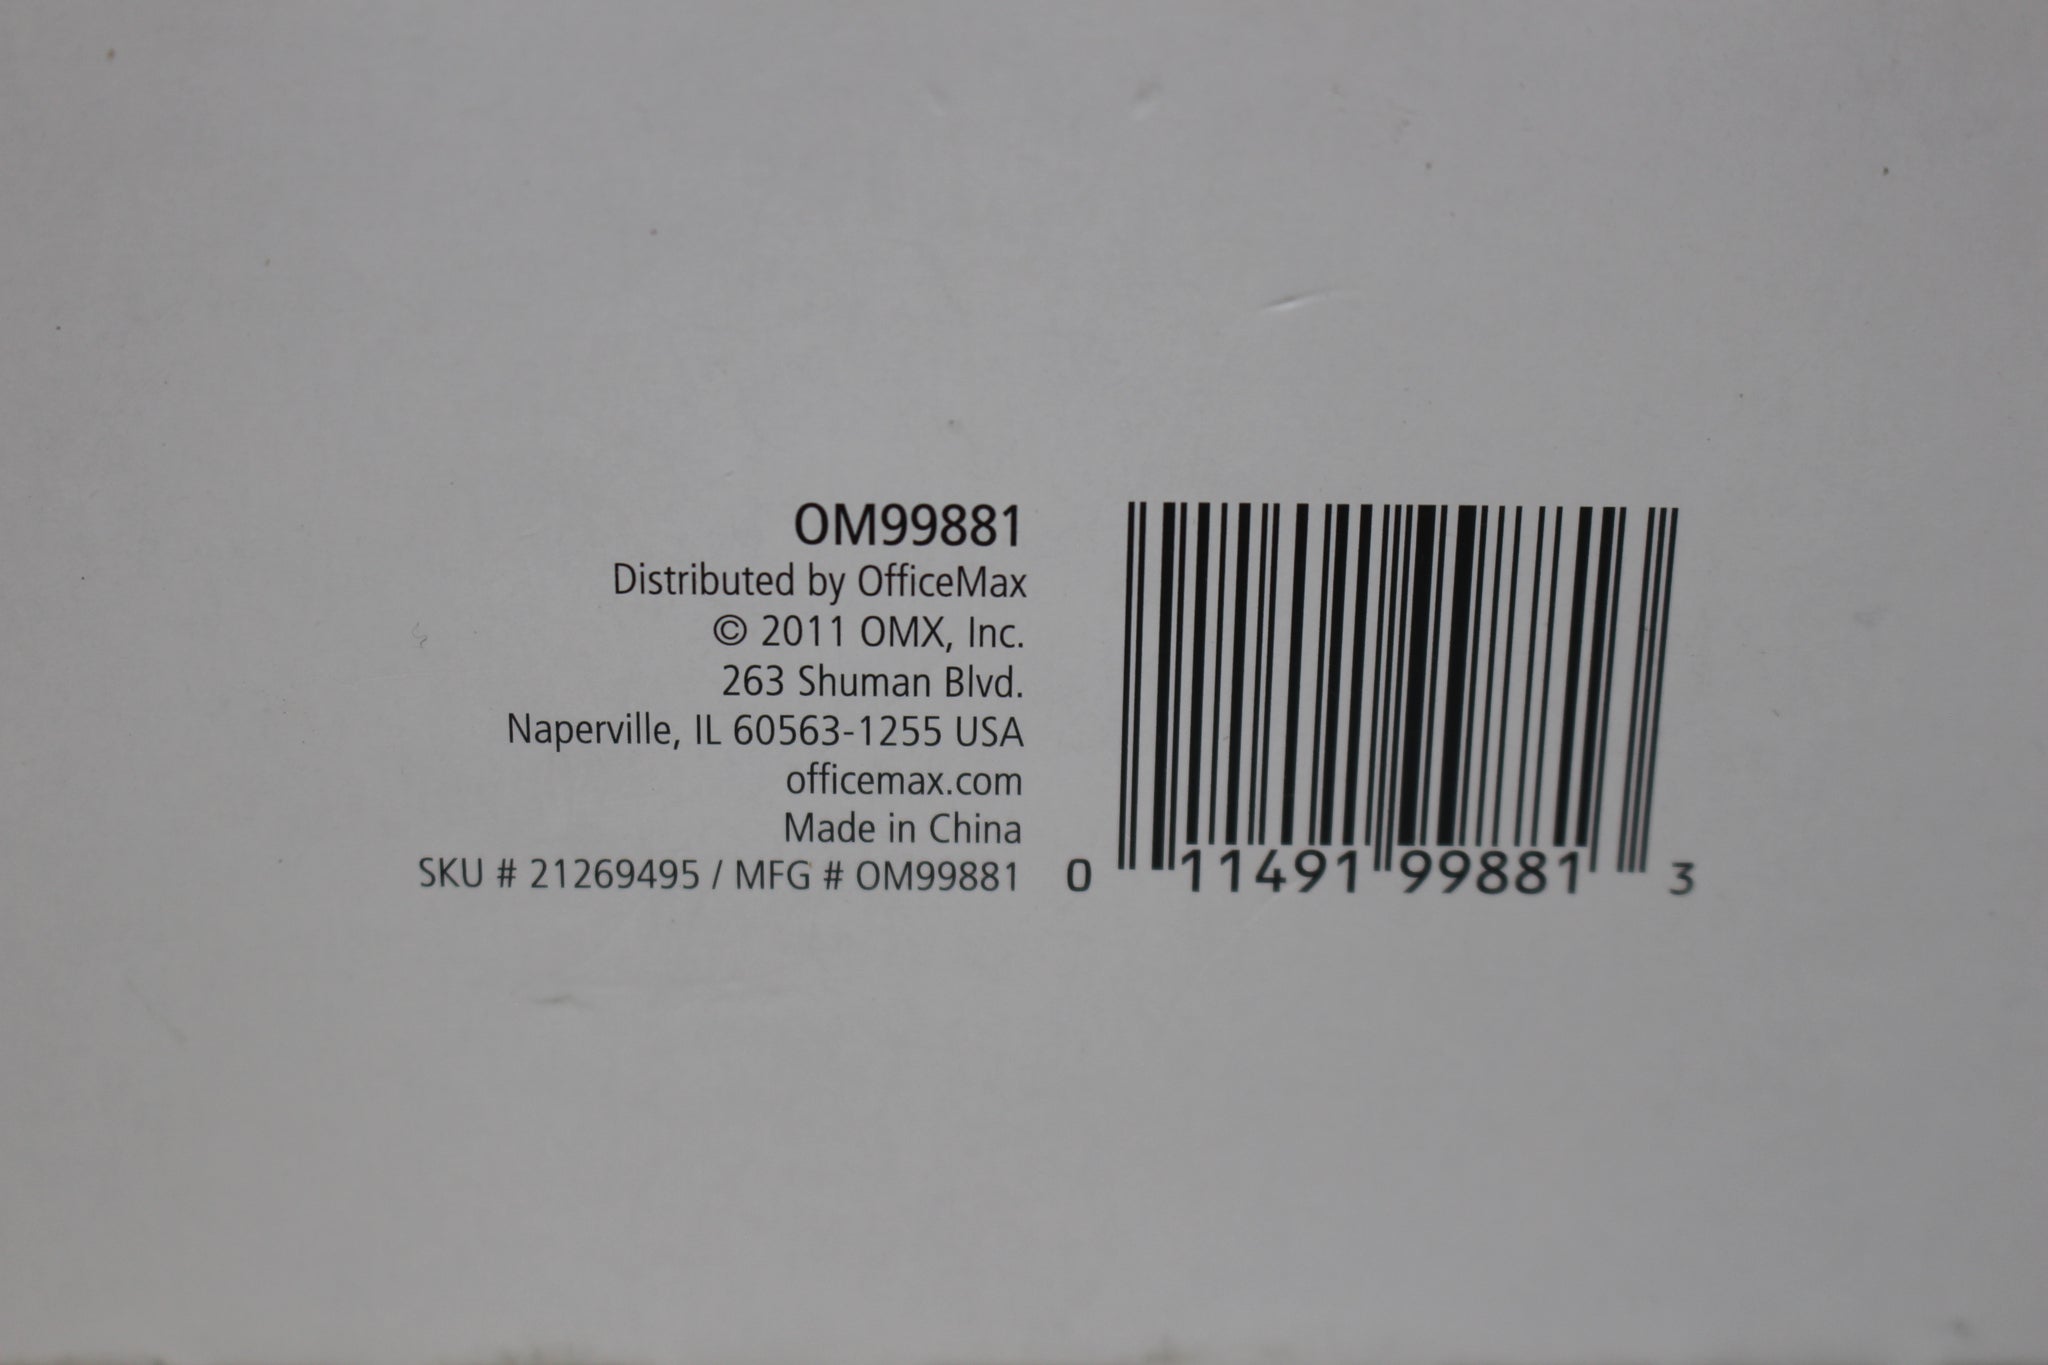 OM99881
Distributed by OfficeMax
© 2011 OMX, Inc.
263 Shuman Blvd.
Naperville, IL 60563-1255 USA
officemax.com
Made in China
SKU # 21269495 / MFG # OM99881
0 11491 99881 3